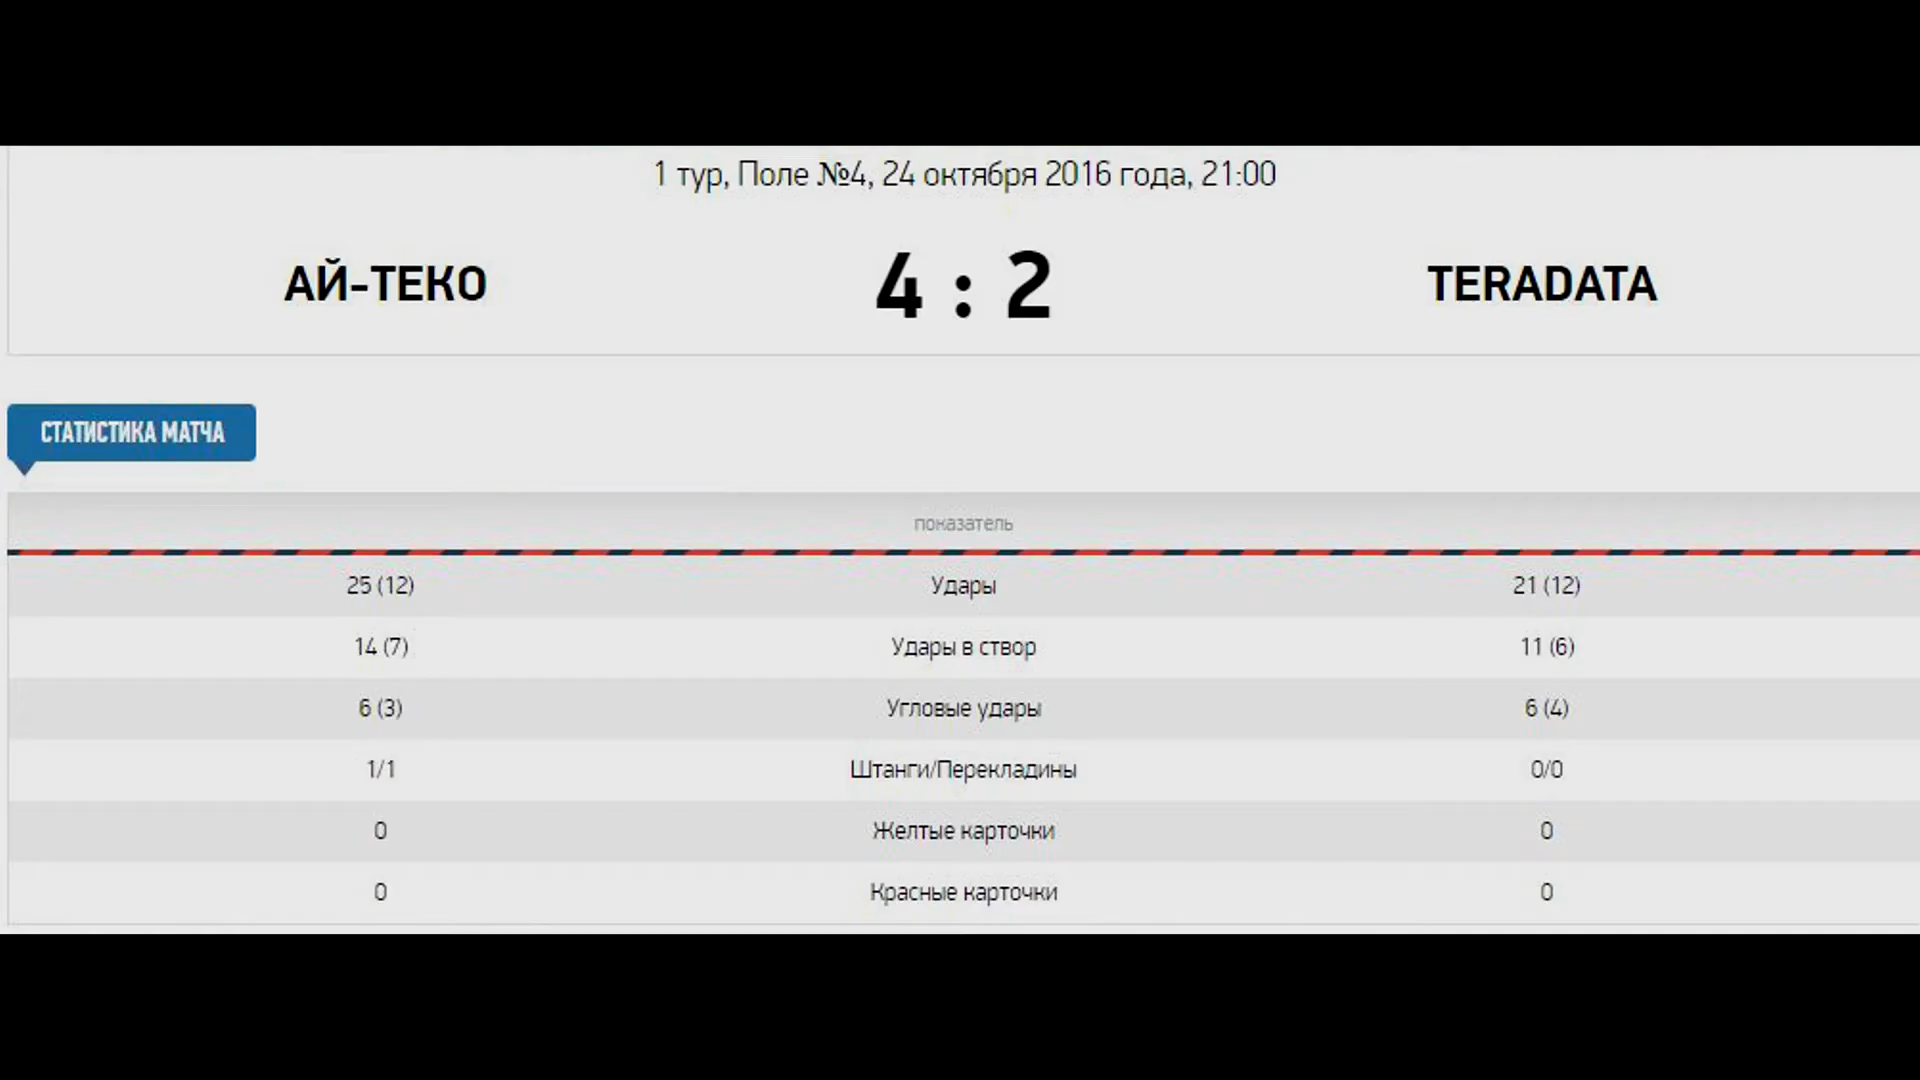 1 тур, Поле №4, 24 октября 2016 года, 21:00
АЙ-ТЕКО 4 : 2 TERADATA
СТАТИСТИКА МАТЧА
показатель
25 (12) Удары 21 (12)
14 (7) Удары в створ 11 (6)
6 (3) Угловые удары 6 (4)
1/1 Штанги/Перекладины 0/0
0 Желтые карточки 0
0 Красные карточки 0